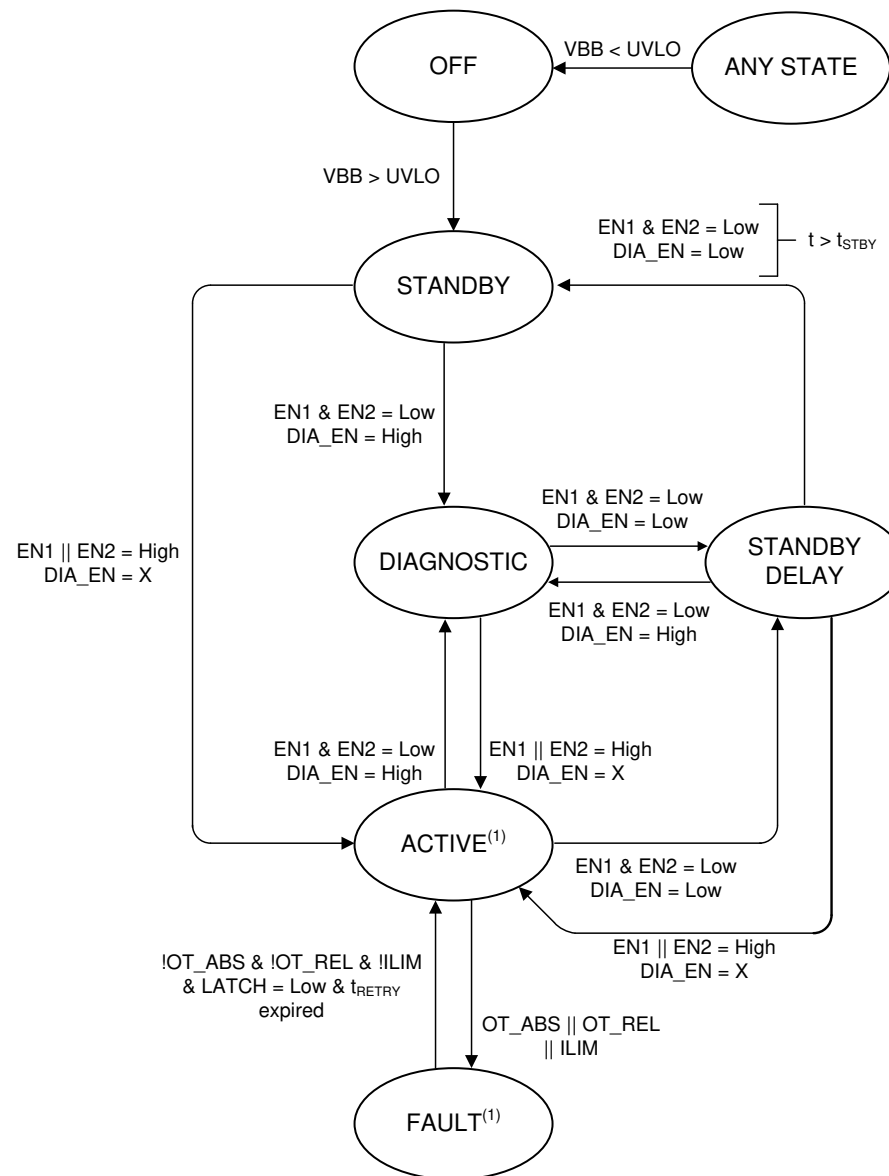 VBB < UVLO
OFF
ANY STATE
VBB > UVLO
EN1 & EN2 = Low
DIA_EN = Low
t > tSTBY
STANDBY
EN1 & EN2 = Low
DIA_EN = High
EN1 & EN2 = Low
DIA_EN = Low
EN1 || EN2 = High
DIA_EN = X
DIAGNOSTIC
STANDBY
DELAY
EN1 & EN2 = Low
DIA_EN = High
EN1 & EN2 = Low
DIA_EN = High
EN1 || EN2 = High
DIA_EN = X
ACTIVE(1)
EN1 & EN2 = Low
DIA_EN = Low
EN1 || EN2 = High
DIA_EN = X
!OT_ABS & !OT_REL & !ILIM
& LATCH = Low & tRETRY
expired
OT_ABS || OT_REL
|| ILIM
FAULT(1)